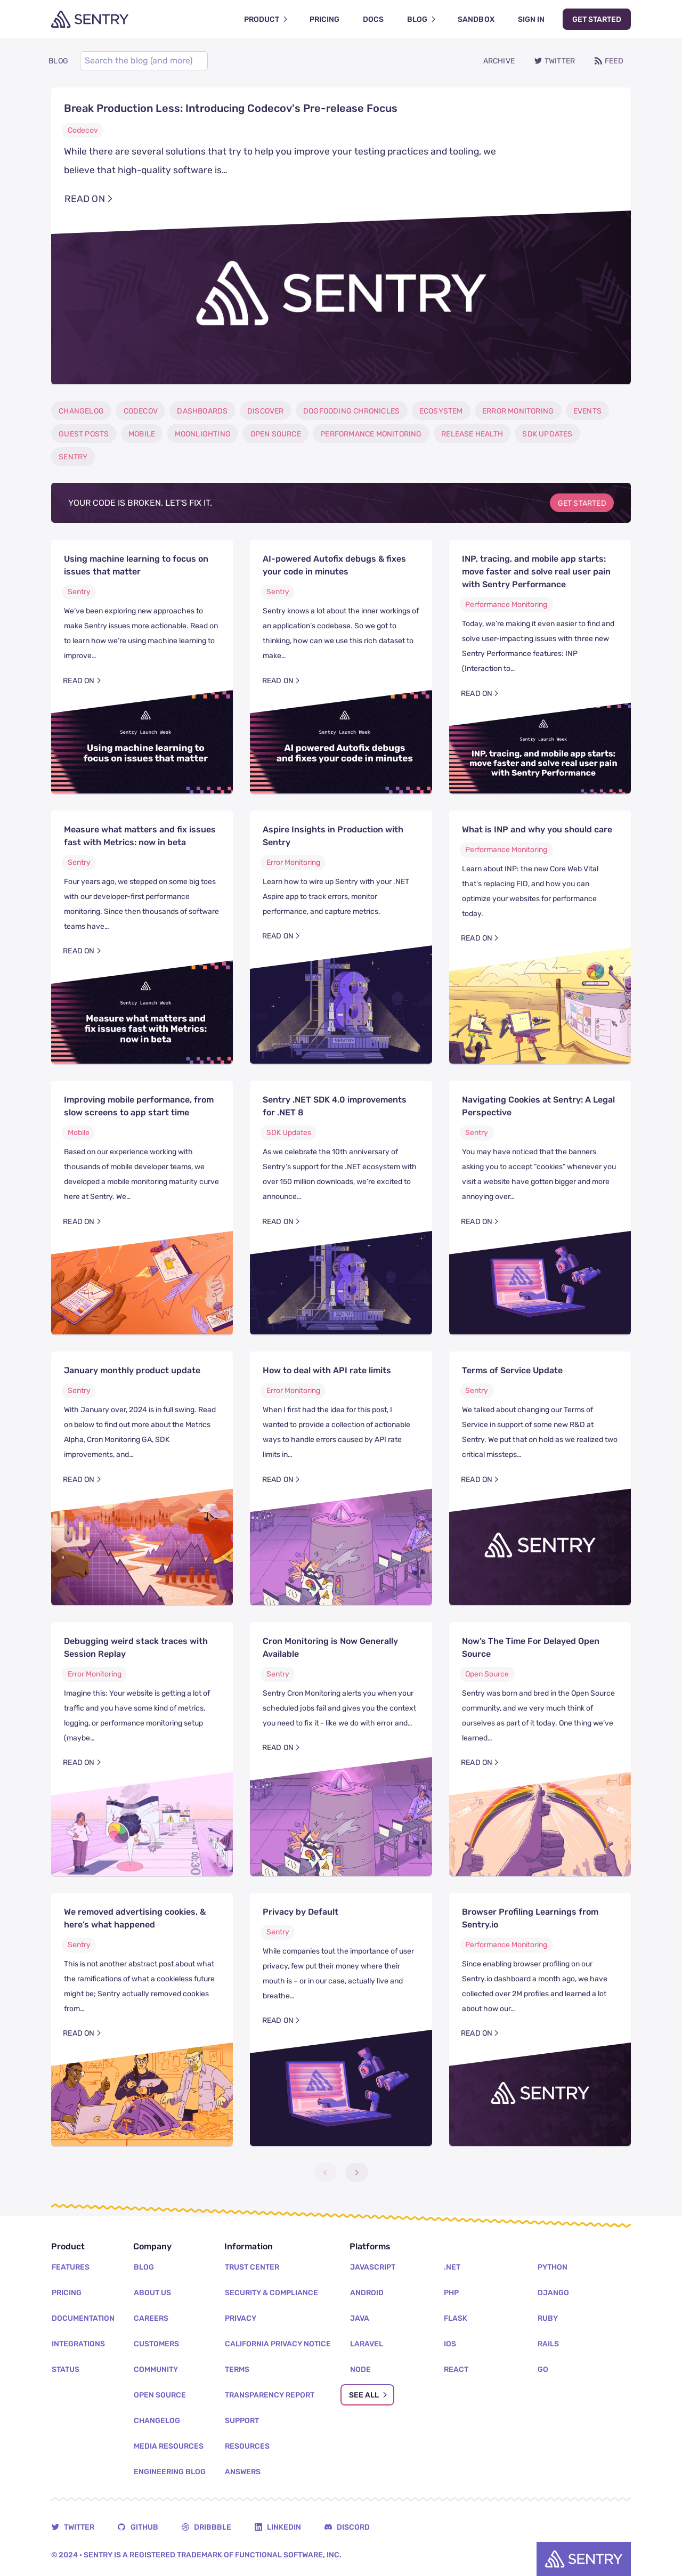 SENTRY
PRODUCT
PRICING
DOCS
BLOG
SANDBOX
SIGN IN
GET STARTED
BLOG
Search the blog (and more)
ARCHIVE
TWITTER
FEED
Break Production Less: Introducing Codecov's Pre-release Focus
Codecov
While there are several solutions that try to help you improve your testing practices and tooling, we
believe that high-quality software is…
READ ON
SENTRY
CHANGELOG
CODECOV
DASHBOARDS
DISCOVER
DOGFOODING CHRONICLES
ECOSYSTEM
ERROR MONITORING
EVENTS
GUEST POSTS
MOBILE
MOONLIGHTING
OPEN SOURCE
PERFORMANCE MONITORING
RELEASE HEALTH
SDK UPDATES
SENTRY
YOUR CODE IS BROKEN. LET'S FIX IT.
GET STARTED
Using machine learning to focus on
issues that matter
Sentry
We've been exploring new approaches to
make Sentry issues more actionable. Read on
to learn how we're using machine learning to
improve…
READ ON
Sentry Launch Week
Using machine learning to
focus on issues that matter
AI-powered Autofix debugs & fixes
your code in minutes
Sentry
Sentry knows a lot about the inner workings of
an application's codebase. So we got to
thinking, how can we use this rich dataset to
make…
READ ON
Sentry Launch Week
AI powered Autofix debugs
and fixes your code in minutes
INP, tracing, and mobile app starts:
move faster and solve real user pain
with Sentry Performance
Performance Monitoring
Today, we're making it even easier to find and
solve user-impacting issues with three new
Sentry Performance features: INP
(Interaction to…
READ ON
Sentry Launch Week
INP, tracing, and mobile app starts:
move faster and solve real user pain
with Sentry Performance
Measure what matters and fix issues
fast with Metrics: now in beta
Sentry
Four years ago, we stepped on some big toes
with our developer-first performance
monitoring. Since then thousands of software
teams have…
READ ON
Sentry Launch Week
Measure what matters and
fix issues fast with Metrics:
now in beta
Aspire Insights in Production with
Sentry
Error Monitoring
Learn how to wire up Sentry with your .NET
Aspire app to track errors, monitor
performance, and capture metrics.
READ ON
What is INP and why you should care
Performance Monitoring
Learn about INP: the new Core Web Vital
that's replacing FID, and how you can
optimize your websites for performance
today.
READ ON
Improving mobile performance, from
slow screens to app start time
Mobile
Based on our experience working with
thousands of mobile developer teams, we
developed a mobile monitoring maturity curve
here at Sentry. We…
READ ON
Sentry .NET SDK 4.0 improvements
for .NET 8
SDK Updates
As we celebrate the 10th anniversary of
Sentry's support for the .NET ecosystem with
over 150 million downloads, we're excited to
announce…
READ ON
Navigating Cookies at Sentry: A Legal
Perspective
Sentry
You may have noticed that the banners
asking you to accept "cookies" whenever you
visit a website have gotten bigger and more
annoying over…
READ ON
January monthly product update
Sentry
With January over, 2024 is in full swing. Read
on below to find out more about the Metrics
Alpha, Cron Monitoring GA, SDK
improvements, and…
READ ON
How to deal with API rate limits
Error Monitoring
When I first had the idea for this post, I
wanted to provide a collection of actionable
ways to handle errors caused by API rate
limits in…
READ ON
Terms of Service Update
Sentry
We talked about changing our Terms of
Service in support of some new R&D at
Sentry. We put that on hold as we realized two
critical missteps…
READ ON
SENTRY
Debugging weird stack traces with
Session Replay
Error Monitoring
Imagine this: Your website is getting a lot of
traffic and you have some kind of metrics,
logging, or performance monitoring setup
(maybe…
READ ON
Cron Monitoring is Now Generally
Available
Sentry
Sentry Cron Monitoring alerts you when your
scheduled jobs fail and gives you the context
you need to fix it - like we do with error and…
READ ON
Now's The Time For Delayed Open
Source
Open Source
Sentry was born and bred in the Open Source
community, and we very much think of
ourselves as part of it today. One thing we've
learned…
READ ON
We removed advertising cookies, &
here's what happened
Sentry
This is not another abstract post about what
the ramifications of what a cookieless future
might be; Sentry actually removed cookies
from…
READ ON
Privacy by Default
Sentry
While companies tout the importance of user
privacy, few put their money where their
mouth is – or in our case, actually live and
breathe…
READ ON
Browser Profiling Learnings from
Sentry.io
Performance Monitoring
Since enabling browser profiling on our
Sentry.io dashboard a month ago, we have
collected over 2M profiles and learned a lot
about how our…
READ ON
SENTRY
Product
FEATURES
PRICING
DOCUMENTATION
INTEGRATIONS
STATUS
Company
BLOG
ABOUT US
CAREERS
CUSTOMERS
COMMUNITY
OPEN SOURCE
CHANGELOG
MEDIA RESOURCES
ENGINEERING BLOG
Information
TRUST CENTER
SECURITY & COMPLIANCE
PRIVACY
CALIFORNIA PRIVACY NOTICE
TERMS
TRANSPARENCY REPORT
SUPPORT
RESOURCES
ANSWERS
Platforms
JAVASCRIPT
ANDROID
JAVA
LARAVEL
NODE
SEE ALL
.NET
PHP
FLASK
IOS
REACT
PYTHON
DJANGO
RUBY
RAILS
GO
TWITTER
GITHUB
DRIBBBLE
LINKEDIN
DISCORD
© 2024 • SENTRY IS A REGISTERED TRADEMARK OF FUNCTIONAL SOFTWARE, INC.
SENTRY